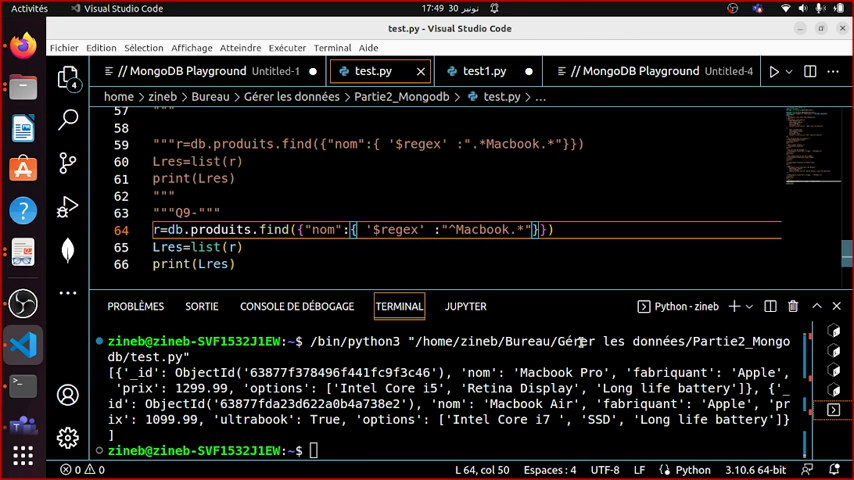 Activités
Visual Studio Code
17:49 30 نونبر
test.py - Visual Studio Code
Fichier Edition Sélection Affichage Atteindre Exécuter Terminal Aide
// MongoDB Playground Untitled-1
test.py
test1.py
// MongoDB Playground Untitled-4
home > zineb > Bureau > Gérer les données > Partie2_Mongodb > test.py > ...
57 """
58
59 """r=db.produits.find({"nom":{ '$regex' :".*Macbook.*"}})
60 Lres=list(r)
61 print(Lres)
62 """
63 """Q9-"""
64 r=db.produits.find({"nom":{ '$regex' :"^Macbook.*"}})
65 Lres=list(r)
66 print(Lres)
4
PROBLÈMES SORTIE CONSOLE DE DÉBOGAGE TERMINAL JUPYTER
Python - zineb
zineb@zineb-SVF1532J1EW:~$ /bin/python3 "/home/zineb/Bureau/Gérer les données/Partie2_Mongo
db/test.py"
[{'_id': ObjectId('63877f378496f441fc9f3c46'), 'nom': 'Macbook Pro', 'fabriquant': 'Apple',
'prix': 1299.99, 'options': ['Intel Core i5', 'Retina Display', 'Long life battery']}, {'_
id': ObjectId('63877fda23d622a0b4a738e2'), 'nom': 'Macbook Air', 'fabriquant': 'Apple', 'pr
ix': 1099.99, 'ultrabook': True, 'options': ['Intel Core i7 ', 'SSD', 'Long life battery']}
]
zineb@zineb-SVF1532J1EW:~$
0 0
L 64, col 50 Espaces : 4 UTF-8 LF Python 3.10.6 64-bit